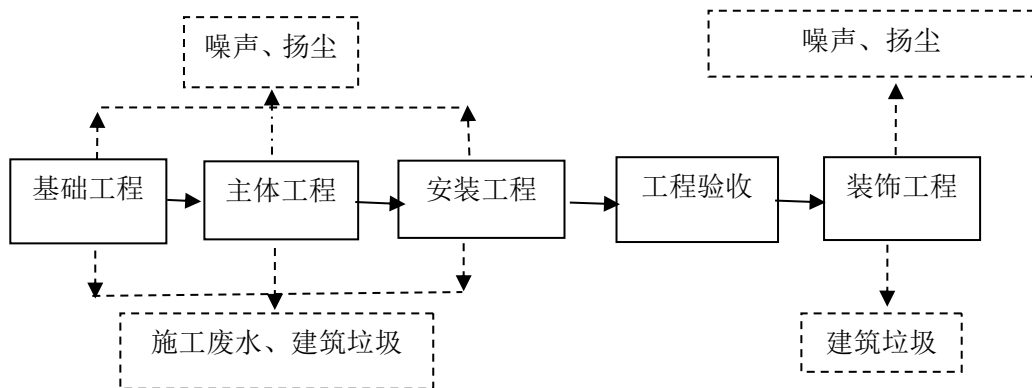 噪声、扬尘
噪声、扬尘
基础工程
主体工程
安装工程
工程验收
装饰工程
施工废水、建筑垃圾
建筑垃圾